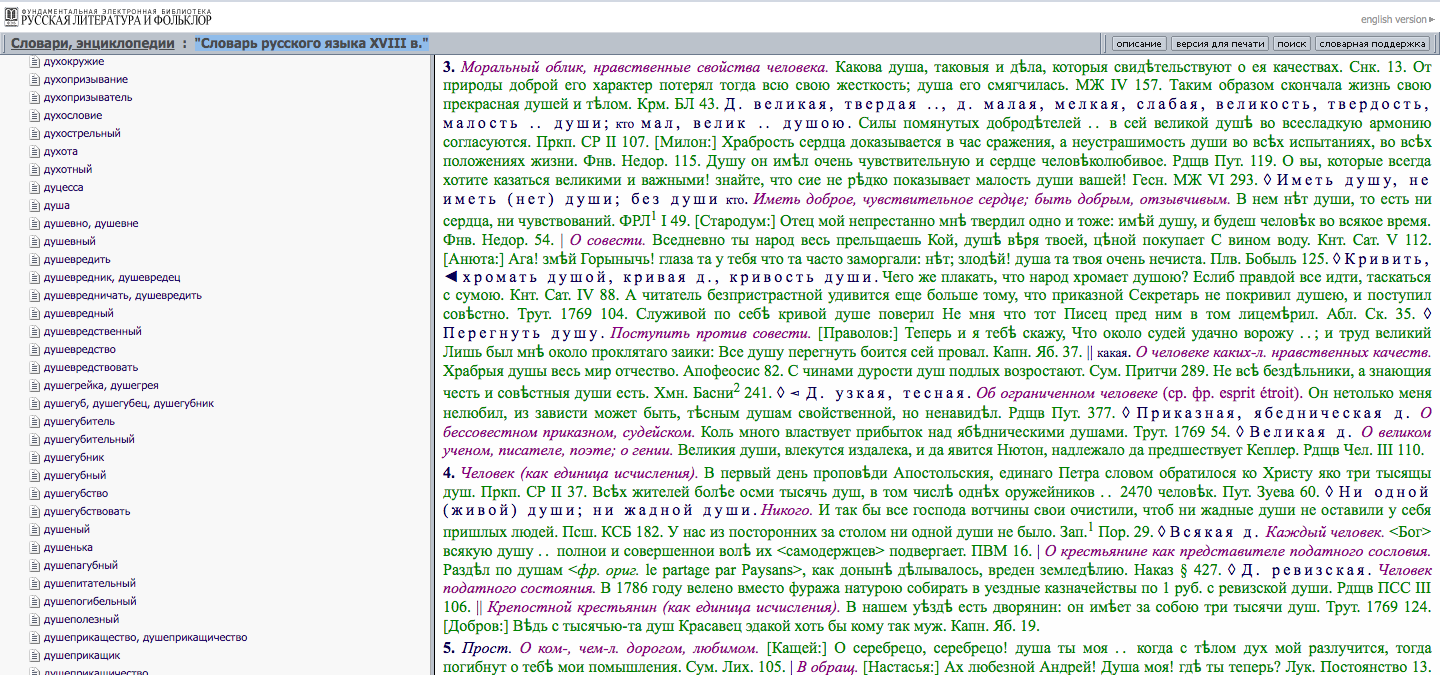 ФУНДАМЕНТАЛЬНАЯ ЭЛЕКТРОННАЯ БИБЛИОТЕКА
РУССКАЯ ЛИТЕРАТУРА И ФОЛЬКЛОР
english version
Словари, энциклопедии : "Словарь русского языка XVIII в."
описание версия для печати поиск словарная поддержка
духокружие
духопризывание
духопризыватель
духословие
духострельный
духота
духотный
дуцесса
душа
душевно, душевне
душевный
душевредить
душевредник, душевредец
душевредничать, душевредить
душевредный
душевредственный
душевредство
душевредствовать
душегрейка, душегрея
душегуб, душегубец, душегубник
душегубитель
душегубительный
душегубник
душегубный
душегубство
душегубствовать
душеный
душенька
душепагубный
душепитательный
душепогибельный
душеполезный
душеприкащество, душеприкащичество
душеприкащик
душеприкащичество
3. Моральный облик, нравственные свойства человека. Какова душа, таковыя и дѣла, которыя свидѣтельствуют о ея качествах. Снк. 13. От
природы доброй его характер потерял тогда всю свою жесткость; душа его смягчилась. МЖ IV 157. Таким образом скончала жизнь свою
прекрасная душей и тѣлом. Крм. БЛ 43. Д. великая, твердая .., д. малая, мелкая, слабая, великость, твердость,
малость .. души; кто мал, велик .. душою. Силы помянутых добродѣтелей .. в сей великой душѣ во всесладкую армонию
согласуются. Пркп. СР II 107. [Милон:] Храбрость сердца доказывается в час сражения, а неустрашимость души во всѣх испытаниях, во всѣх
положениях жизни. Фнв. Недор. 115. Душу он имѣл очень чувствительную и сердце человѣколюбивое. Рдщв Пут. 119. О вы, которые всегда
хотите казаться великими и важными! знайте, что сие не рѣдко показывает малость души вашей! Гесн. МЖ VI 293. ◊ Иметь душу, не
иметь (нет) души; без души кто. Иметь доброе, чувствительное сердце; быть добрым, отзывчивым. В нем нѣт души, то есть ни
сердца, ни чувствований. ФРЛ1 I 49. [Стародум:] Отец мой непрестанно мнѣ твердил одно и тоже: имѣй душу, и будеш человѣк во всякое время.
Фнв. Недор. 54. | О совести. Вседневно ты народ весь прельщаешь Кой, душѣ вѣря твоей, цѣной покупает С вином воду. Кнт. Сат. V 112.
[Анюта:] Ага! змѣй Горынычь! глаза та у тебя что та часто заморгали: нѣт; злодѣй! душа та твоя очень нечиста. Плв. Бобыль 125. ◊ Кривить,
◄ хромать душой, кривая д., кривость души. Чего же плакать, что народ хромает душою? Еслиб правдой все идти, таскаться
с сумою. Кнт. Сат. IV 88. А читатель безпристрастной удивится еще больше тому, что приказной Секретарь не покривил душею, и поступил
совѣстно. Трут. 1769 104. Служивой по себѣ кривой душе поверил Не мня что тот Писец пред ним в том лицемѣрил. Абл. Ск. 35. ◊
Перегнуть душу. Поступить против совести. [Праволов:] Теперь и я тебѣ скажу, Что около судей удачно ворожу ..; и труд великий
Лишь был мнѣ около проклятаго заики: Все душу перегнуть боится сей провал. Капн. Яб. 37. || какая. О человеке каких-л. нравственных качеств.
Храбрыя душы весь мир отчество. Апофеосис 82. С чинами дурости душ подлых возростают. Сум. Притчи 289. Не всѣ бездѣльники, а знающия
честь и совѣстныя души есть. Хмн. Басни2 241. ◊ ⊲ Д. узкая, тесная. Об ограниченном человеке (ср. фр. esprit étroit). Он нетолько меня
нелюбил, из зависти может быть, тѣсным душам свойственной, но ненавидѣл. Рдщв Пут. 377. ◊ Приказная, ябедническая д. О
бессовестном приказном, судейском. Коль много властвует прибыток над ябѣдническими душами. Трут. 1769 54. ◊ Великая д. О великом
ученом, писателе, поэте; о гении. Великия души, влекутся издалека, и да явится Нютон, надлежало да предшествует Кеплер. Рдщв Чел. III 110.
4. Человек (как единица исчисления). В первый день проповѣди Апостольския, единаго Петра словом обратилося ко Христу яко три тысящы
душ. Пркп. СР II 37. Всѣх жителей болѣе осми тысячь душ, в том числѣ однѣх оружейников .. 2470 человѣк. Пут. Зуева 60. ◊ Ни одной
(живой) души; ни жадной души. Никого. И так бы все господа вотчины свои очистили, чтоб ни жадные души не оставили у себя
пришлых людей. Псш. КСБ 182. У нас из посторонних за столом ни одной души не было. Зап.1 Пор. 29. ◊ Всякая д. Каждый человек. <Бог>
всякую душу .. полнои и совершеннои волѣ их <самодержцев> подвергает. ПВМ 16. | О крестьянине как представителе податного сословия.
Раздѣл по душам <фр. ориг. le partage par Paysans>, как донынѣ дѣлывалось, вреден земледѣлию. Наказ § 427. ◊ Д. ревизская. Человек
податного состояния. В 1786 году велено вместо фуража натурою собирать в уездные казначейства по 1 руб. с ревизской души. Рдщв ПСС III
106. || Крепостной крестьянин (как единица исчисления). В нашем уѣздѣ есть дворянин: он имѣет за собою три тысячи душ. Трут. 1769 124.
[Добров:] Вѣдь с тысячью-та душ Красавец эдакой хоть бы кому так муж. Капн. Яб. 19.
5. Прост. О ком-, чем-л. дорогом, любимом. [Кащей:] О серебрецо, серебрецо! душа ты моя .. когда с тѣлом дух мой разлучится, тогда
погибнут о тебѣ мои помышления. Сум. Лих. 105. | В обращ. [Настасья:] Ах любезной Андрей! Душа моя! гдѣ ты теперь? Лук. Постоянство 13.